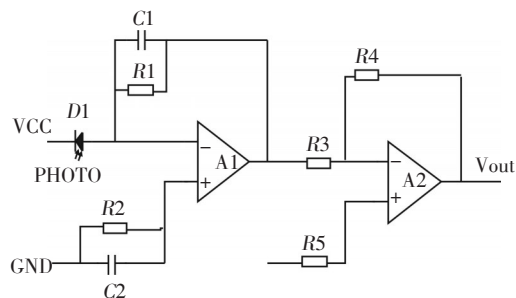 C1
R1
R4
D1
VCC
−
A1
+
R3
−
A2
+
Vout
PHOTO
R2
R5
GND
C2